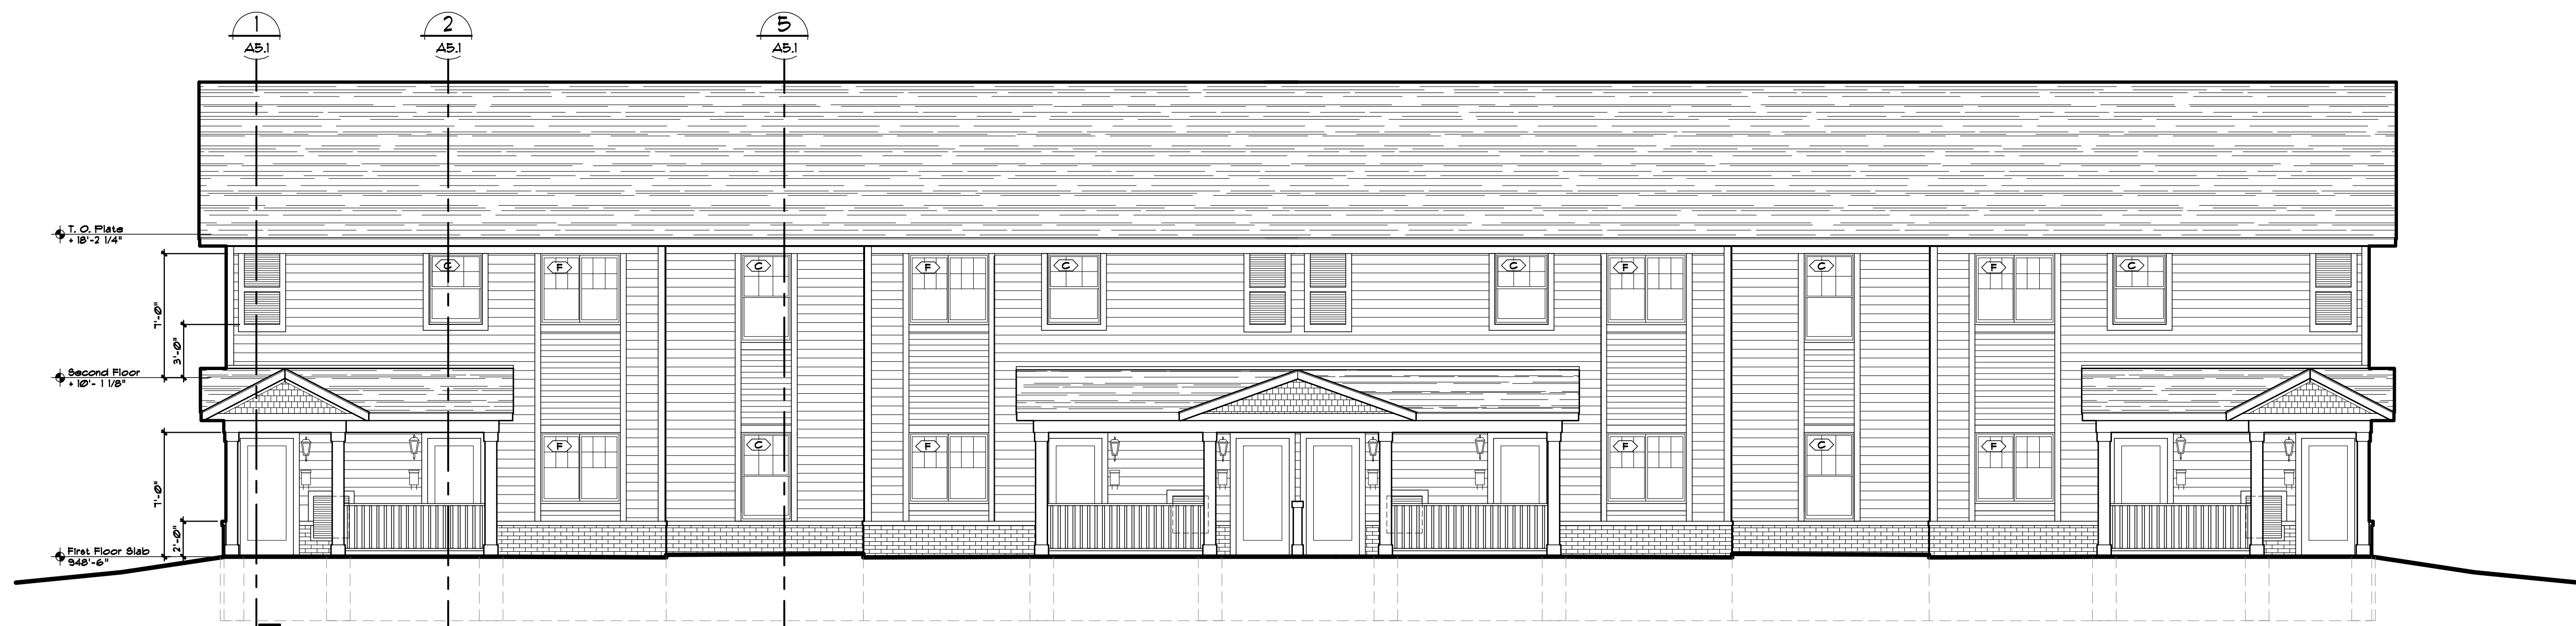 1
A5.1
2
A5.1
5
A5.1
T. O. Plate
+ 18'-2 1/4"
C
F
C
F
C
C
F
C
F
C
7'-0"
3'-0"
Second Floor
+ 10'- 1 1/8"
F
C
F
F
C
F
7'-0"
2'-0"
First Floor Slab
948'-6"